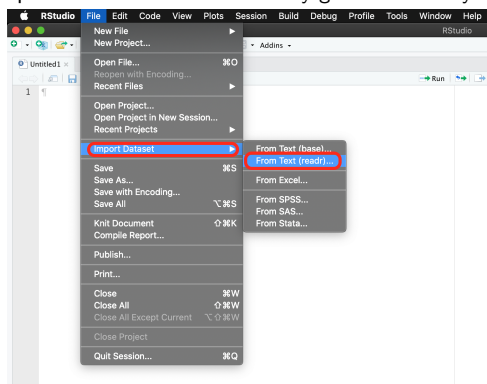 RStudio File Edit Code View Plots Session Build Debug Profile Tools Window Help
RStudio
Addins
Untitled1
Run
1
New File
New Project...
Open File... ⌘O
Reopen with Encoding...
Recent Files
Open Project...
Open Project in New Session...
Recent Projects
Import Dataset
From Text (base)...
From Text (readr)...
From Excel...
From SPSS...
From SAS...
From Stata...
Save ⌘S
Save As...
Save with Encoding...
Save All ⌥⌘S
Knit Document ⇧⌘K
Compile Report...
Publish...
Print...
Close ⌘W
Close All ⇧⌘W
Close All Except Current ⌥⇧⌘W
Close Project
Quit Session... ⌘Q